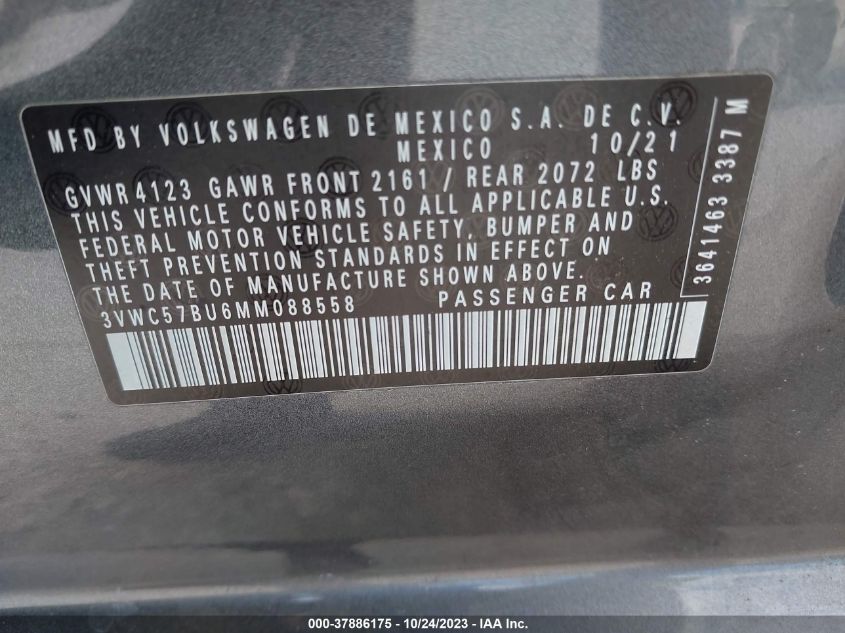 MFD BY VOLKSWAGEN DE MEXICO S.A. DE C.V.
MEXICO 10/21
GVWR 4123 GAWR FRONT 2161 / REAR 2072 LBS
THIS VEHICLE CONFORMS TO ALL APPLICABLE U.S.
FEDERAL MOTOR VEHICLE SAFETY, BUMPER AND
THEFT PREVENTION STANDARDS IN EFFECT ON
THE DATE OF MANUFACTURE SHOWN ABOVE.
3VWC57BU6MM088558 PASSENGER CAR
3641463 3387 M
000-37886175 - 10/24/2023 - IAA Inc.